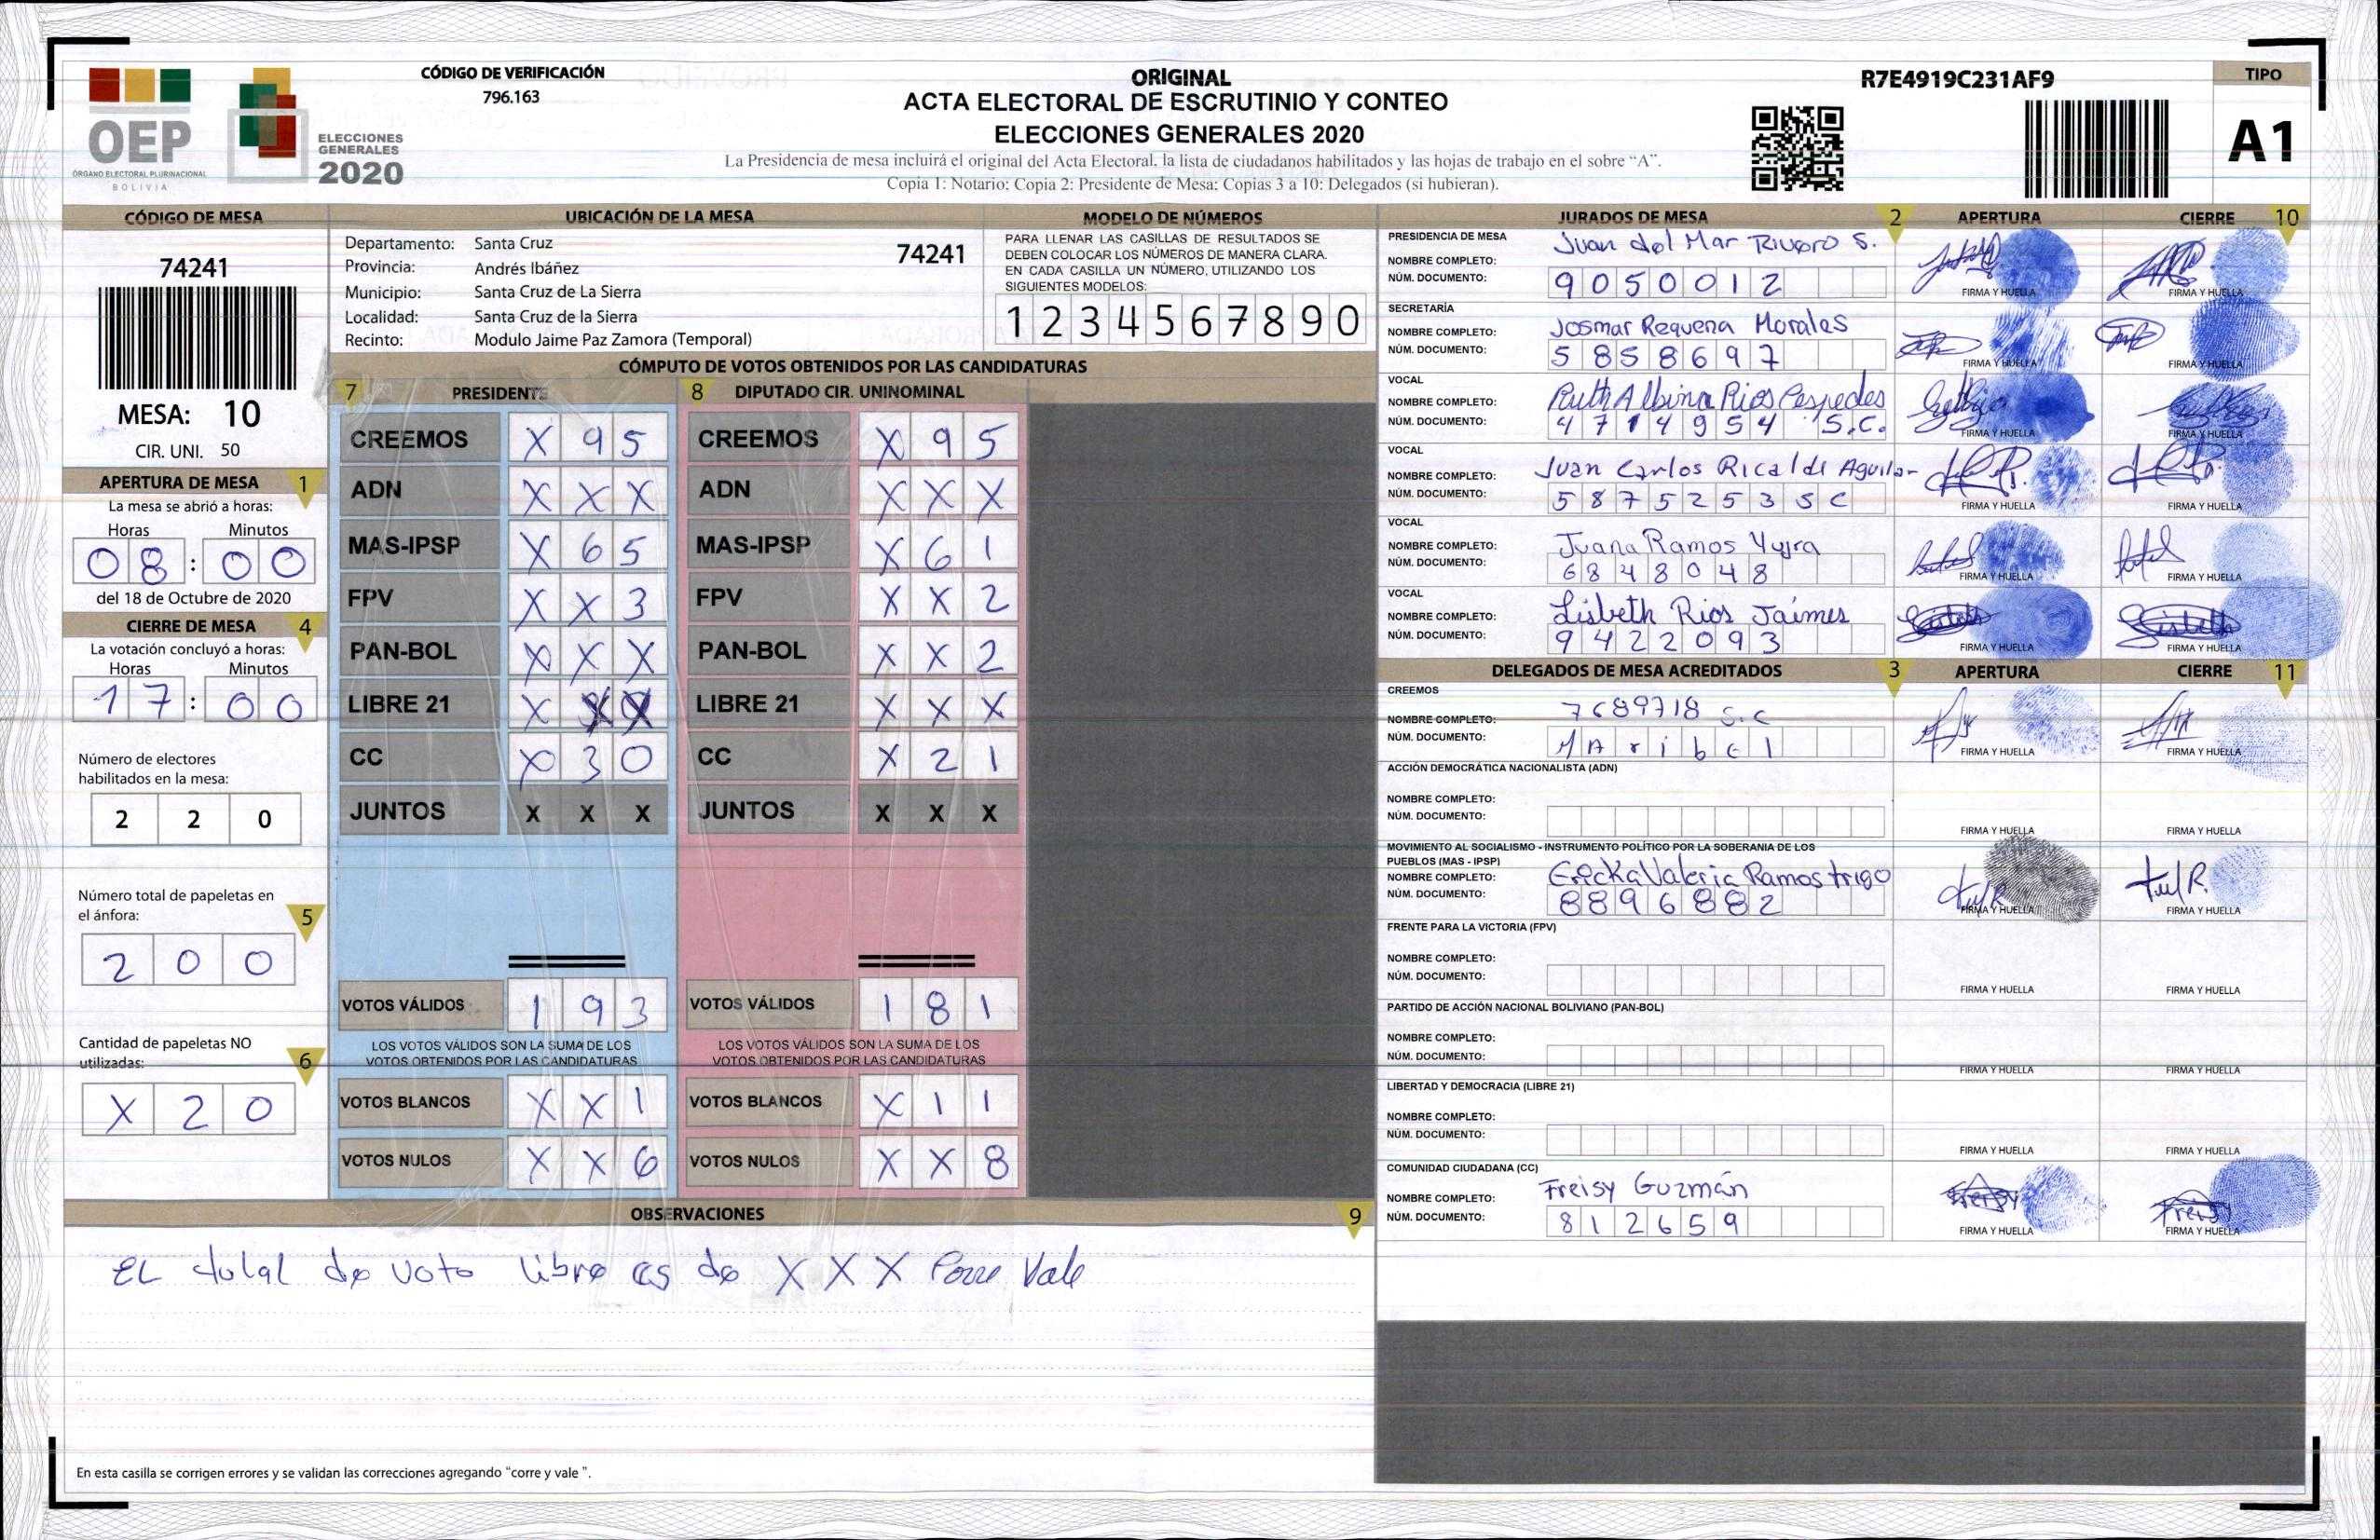 OEP
ÓRGANO ELECTORAL PLURINACIONAL
BOLIVIA
ELECCIONES
GENERALES
2020
CÓDIGO DE VERIFICACIÓN
796.163
ORIGINAL
ACTA ELECTORAL DE ESCRUTINIO Y CONTEO
ELECCIONES GENERALES 2020
La Presidencia de mesa incluirá el original del Acta Electoral, la lista de ciudadanos habilitados y las hojas de trabajo en el sobre “A”.
Copia 1: Notario: Copia 2: Presidente de Mesa: Copias 3 a 10: Delegados (si hubieran).
R7E4919C231AF9
TIPO
A1
CÓDIGO DE MESA
74241
MESA: 10
CIR. UNI. 50
APERTURA DE MESA 1
La mesa se abrió a horas:
Horas Minutos
08:00
del 18 de Octubre de 2020
CIERRE DE MESA 4
La votación concluyó a horas:
Horas Minutos
17:00
Número de electores
habilitados en la mesa:
2 2 0
Número total de papeletas en
el ánfora: 5
2 0 0
Cantidad de papeletas NO
utilizadas: 6
X 2 0
UBICACIÓN DE LA MESA
Departamento: Santa Cruz 74241
Provincia: Andrés Ibáñez
Municipio: Santa Cruz de La Sierra
Localidad: Santa Cruz de la Sierra
Recinto: Modulo Jaime Paz Zamora (Temporal)
MODELO DE NÚMEROS
PARA LLENAR LAS CASILLAS DE RESULTADOS SE
DEBEN COLOCAR LOS NÚMEROS DE MANERA CLARA.
EN CADA CASILLA UN NÚMERO, UTILIZANDO LOS
SIGUIENTES MODELOS:
1 2 3 4 5 6 7 8 9 0
CÓMPUTO DE VOTOS OBTENIDOS POR LAS CANDIDATURAS
7 PRESIDENTE 8 DIPUTADO CIR. UNINOMINAL
CREEMOS X 9 5 CREEMOS X 9 5
ADN X X X ADN X X X
MAS-IPSP X 6 5 MAS-IPSP X 6 1
FPV X X 3 FPV X X 2
PAN-BOL X X X PAN-BOL X X 2
LIBRE 21 X X X LIBRE 21 X X X
CC X 3 0 CC X 2 1
JUNTOS X X X JUNTOS X X X
VOTOS VÁLIDOS 1 9 3 VOTOS VÁLIDOS 1 8 1
LOS VOTOS VÁLIDOS SON LA SUMA DE LOS LOS VOTOS VÁLIDOS SON LA SUMA DE LOS
VOTOS OBTENIDOS POR LAS CANDIDATURAS VOTOS OBTENIDOS POR LAS CANDIDATURAS
VOTOS BLANCOS X X 1 VOTOS BLANCOS X 1 1
VOTOS NULOS X X 6 VOTOS NULOS X X 8
OBSERVACIONES 9
EL total de voto libre es de X X X Corre Vale
En esta casilla se corrigen errores y se validan las correcciones agregando “corre y vale ”.
JURADOS DE MESA 2 APERTURA CIERRE 10
PRESIDENCIA DE MESA
NOMBRE COMPLETO: Juan del Mar Rivero S.
NÚM. DOCUMENTO: 9050012 FIRMA Y HUELLA FIRMA Y HUELLA
SECRETARÍA
NOMBRE COMPLETO: Josmar Requena Morales
NÚM. DOCUMENTO: 5858697 FIRMA Y HUELLA FIRMA Y HUELLA
VOCAL
NOMBRE COMPLETO: Ruth Albina Rios Cespedes
NÚM. DOCUMENTO: 4714954 S.C. FIRMA Y HUELLA FIRMA Y HUELLA
VOCAL
NOMBRE COMPLETO: Juan Carlos Ricaldi Aguilar
NÚM. DOCUMENTO: 5875253 SC FIRMA Y HUELLA FIRMA Y HUELLA
VOCAL
NOMBRE COMPLETO: Juana Ramos Yujra
NÚM. DOCUMENTO: 6848048 FIRMA Y HUELLA FIRMA Y HUELLA
VOCAL
NOMBRE COMPLETO: Lisbeth Rios Jaimes
NÚM. DOCUMENTO: 9422093 FIRMA Y HUELLA FIRMA Y HUELLA
DELEGADOS DE MESA ACREDITADOS 3 APERTURA CIERRE 11
CREEMOS
NOMBRE COMPLETO: 7689718 S.C
NÚM. DOCUMENTO: MAribel FIRMA Y HUELLA FIRMA Y HUELLA
ACCIÓN DEMOCRÁTICA NACIONALISTA (ADN)
NOMBRE COMPLETO:
NÚM. DOCUMENTO: FIRMA Y HUELLA FIRMA Y HUELLA
MOVIMIENTO AL SOCIALISMO - INSTRUMENTO POLÍTICO POR LA SOBERANIA DE LOS
PUEBLOS (MAS - IPSP)
NOMBRE COMPLETO: Ericka Valeria Ramos trigo
NÚM. DOCUMENTO: 8896882 FIRMA Y HUELLA FIRMA Y HUELLA
FRENTE PARA LA VICTORIA (FPV)
NOMBRE COMPLETO:
NÚM. DOCUMENTO: FIRMA Y HUELLA FIRMA Y HUELLA
PARTIDO DE ACCIÓN NACIONAL BOLIVIANO (PAN-BOL)
NOMBRE COMPLETO:
NÚM. DOCUMENTO: FIRMA Y HUELLA FIRMA Y HUELLA
LIBERTAD Y DEMOCRACIA (LIBRE 21)
NOMBRE COMPLETO:
NÚM. DOCUMENTO: FIRMA Y HUELLA FIRMA Y HUELLA
COMUNIDAD CIUDADANA (CC)
NOMBRE COMPLETO: Freisy Guzmán
NÚM. DOCUMENTO: 812659 FIRMA Y HUELLA FIRMA Y HUELLA